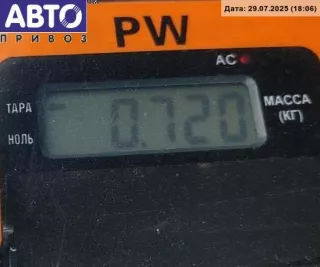 АВТО
ПРИВОЗ
Дата: 29.07.2025 (18:06)
PW
AC
ТАРА
НОЛЬ
0.720
МАССА
(КГ)